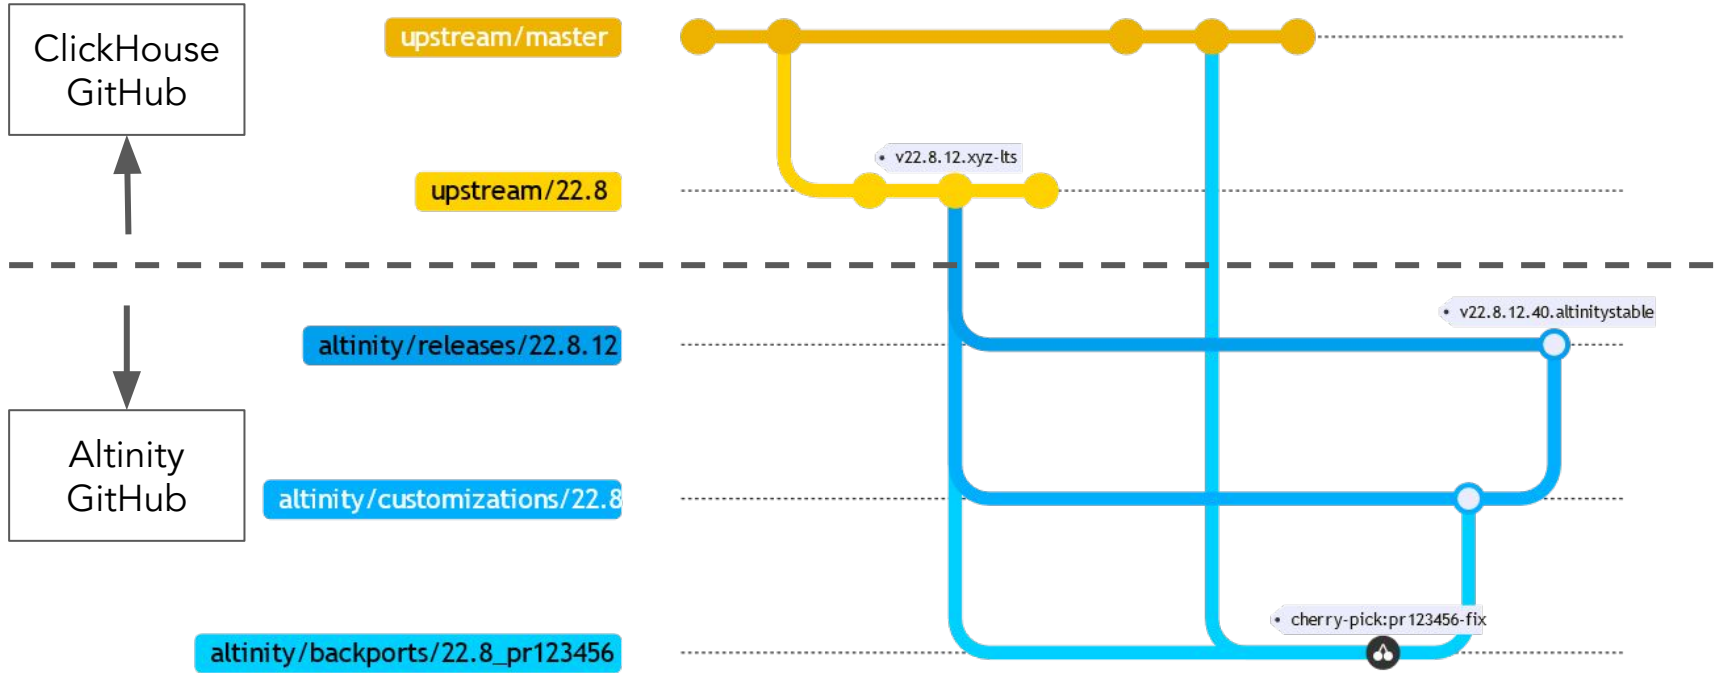 ClickHouse
GitHub
upstream/master
v22.8.12.xyz-lts
upstream/22.8
v22.8.12.40.altinitystable
altinity/releases/22.8.12
Altinity
GitHub
altinity/customizations/22.8
cherry-pick:pr123456-fix
altinity/backports/22.8_pr123456